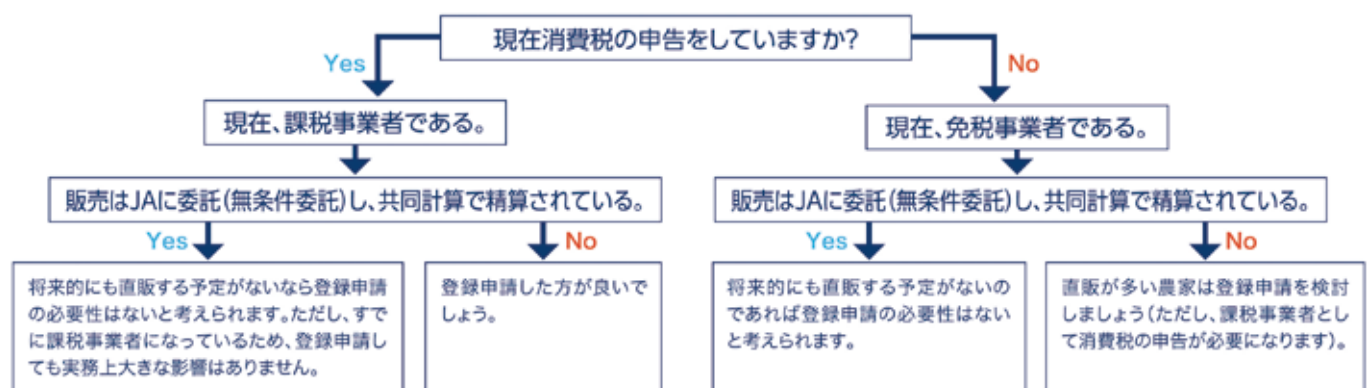 現在消費税の申告をしていますか?
Yes
No
現在、課税事業者である。
現在、免税事業者である。
販売はJAに委託(無条件委託)し、共同計算で精算されている。
販売はJAに委託(無条件委託)し、共同計算で精算されている。
Yes
No
Yes
No
将来的にも直販する予定がないなら登録申請
の必要性はないと考えられます。ただし、すで
に課税事業者になっているため、登録申請し
ても実務上大きな影響はありません。
登録申請した方が良いで
しょう。
将来的にも直販する予定がないの
であれば登録申請の必要性はない
と考えられます。
直販が多い農家は登録申請を検討
しましょう(ただし、課税事業者とし
て消費税の申告が必要になります)。